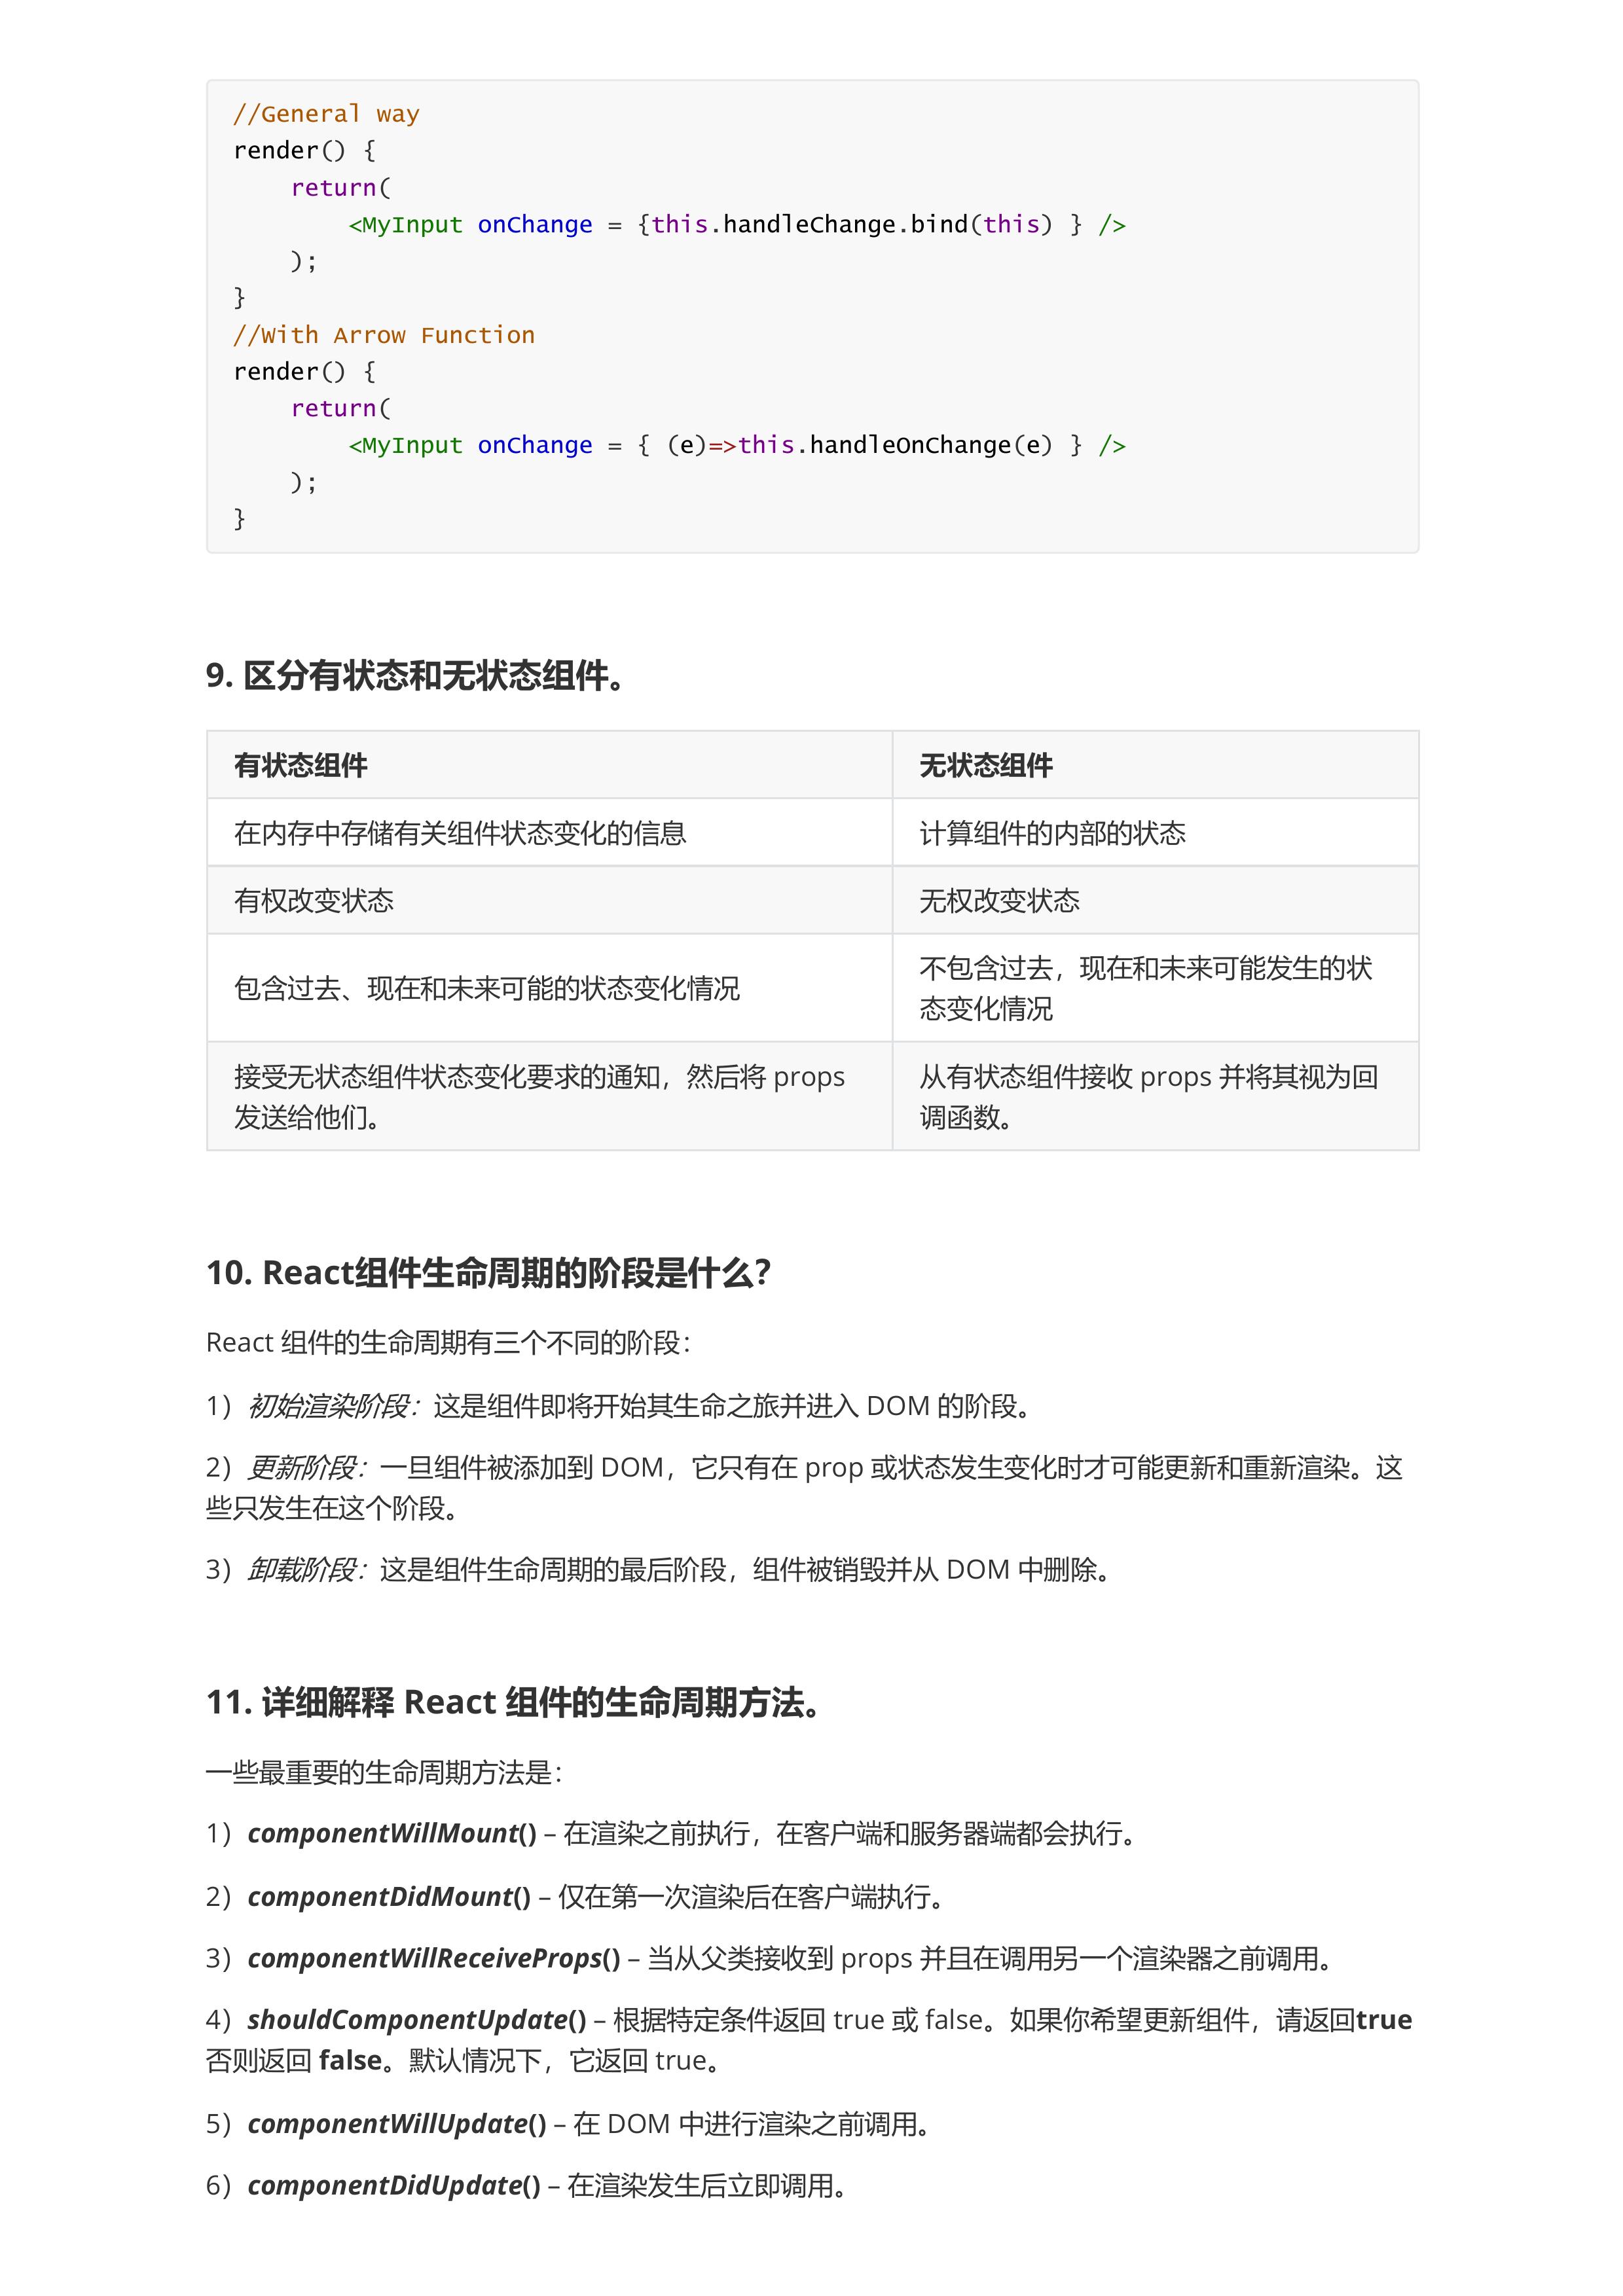 //General way
render() {
    return(
        <MyInput onChange = {this.handleChange.bind(this) } />
    );
}
//With Arrow Function
render() {
    return(
        <MyInput onChange = { (e)=>this.handleOnChange(e) } />
    );
}
9. 区分有状态和无状态组件。
有状态组件 无状态组件
在内存中存储有关组件状态变化的信息 计算组件的内部的状态
有权改变状态 无权改变状态
包含过去、现在和未来可能的状态变化情况 不包含过去，现在和未来可能发生的状
态变化情况
接受无状态组件状态变化要求的通知，然后将 props
发送给他们。
从有状态组件接收 props 并将其视为回
调函数。
10. React组件生命周期的阶段是什么？
React 组件的生命周期有三个不同的阶段：
1）初始渲染阶段：这是组件即将开始其生命之旅并进入 DOM 的阶段。
2）更新阶段：一旦组件被添加到 DOM，它只有在 prop 或状态发生变化时才可能更新和重新渲染。这
些只发生在这个阶段。
3）卸载阶段：这是组件生命周期的最后阶段，组件被销毁并从 DOM 中删除。
11. 详细解释 React 组件的生命周期方法。
一些最重要的生命周期方法是：
1）componentWillMount() – 在渲染之前执行，在客户端和服务器端都会执行。
2）componentDidMount() – 仅在第一次渲染后在客户端执行。
3）componentWillReceiveProps() – 当从父类接收到 props 并且在调用另一个渲染器之前调用。
4）shouldComponentUpdate() – 根据特定条件返回 true 或 false。如果你希望更新组件，请返回true
否则返回 false。默认情况下，它返回 true。
5）componentWillUpdate() – 在 DOM 中进行渲染之前调用。
6）componentDidUpdate() – 在渲染发生后立即调用。